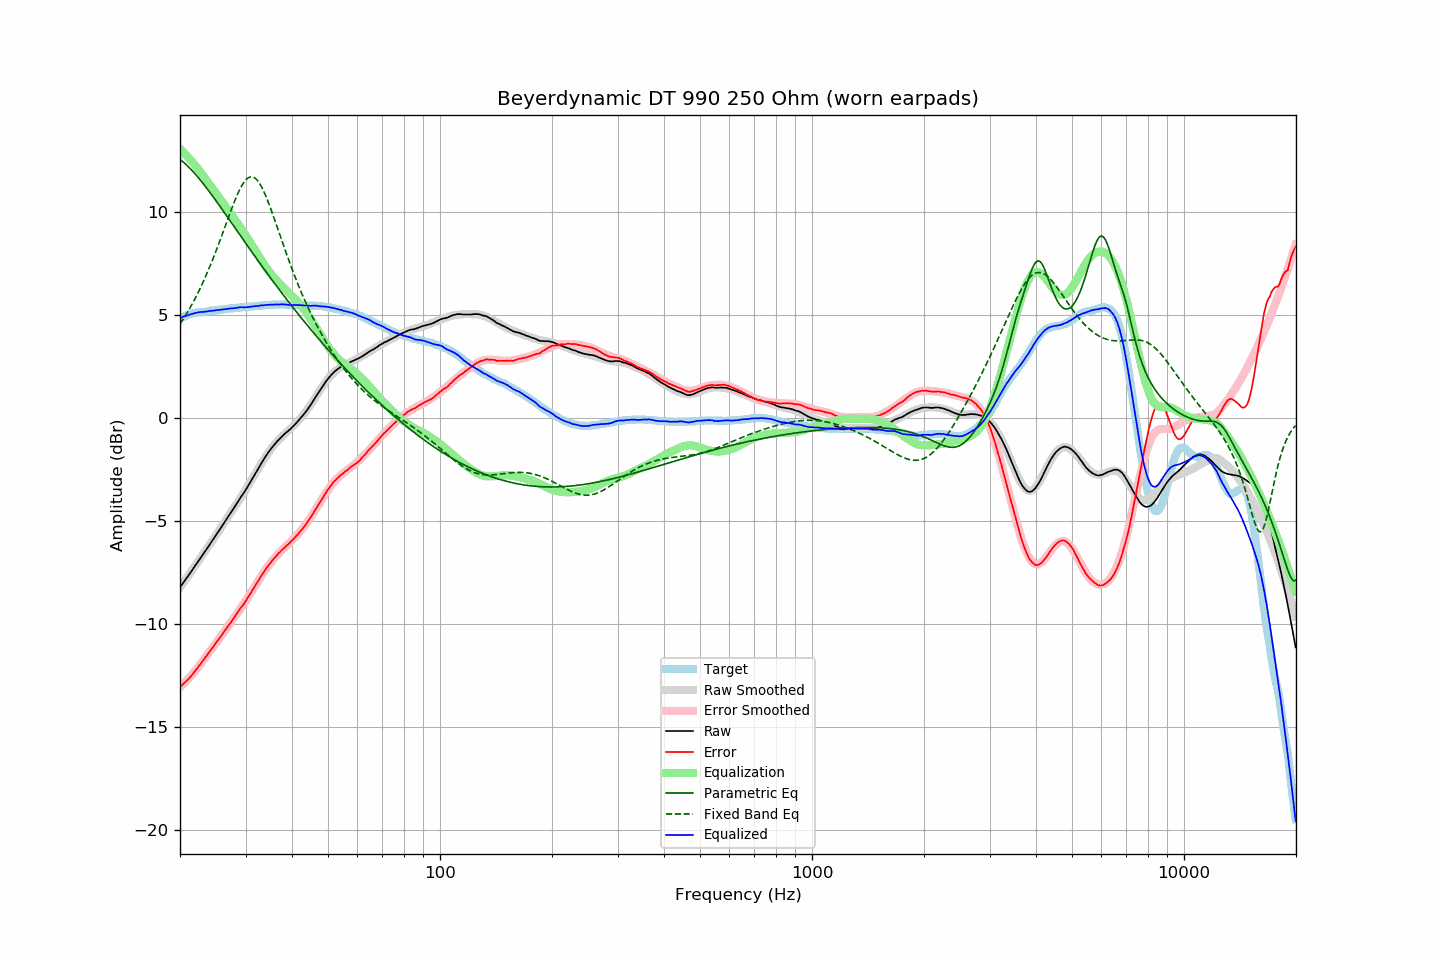 Beyerdynamic DT 990 250 Ohm (worn earpads)
Amplitude (dBr)
10
5
0
−5
−10
−15
−20
Target
Raw Smoothed
Error Smoothed
Raw
Error
Equalization
Parametric Eq
Fixed Band Eq
Equalized
100
1000
10000
Frequency (Hz)